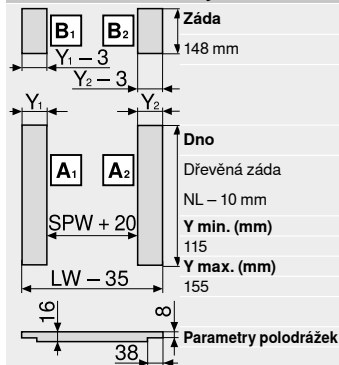 B1 B2
Záda
148 mm
Y1 – 3
Y2 – 3
Y1 Y2
Dno
A1 A2
Dřevěná záda
NL – 10 mm
SPW + 20
Y min. (mm)
115
Y max. (mm)
LW – 35
155
16 8
Parametry polodrážek
38